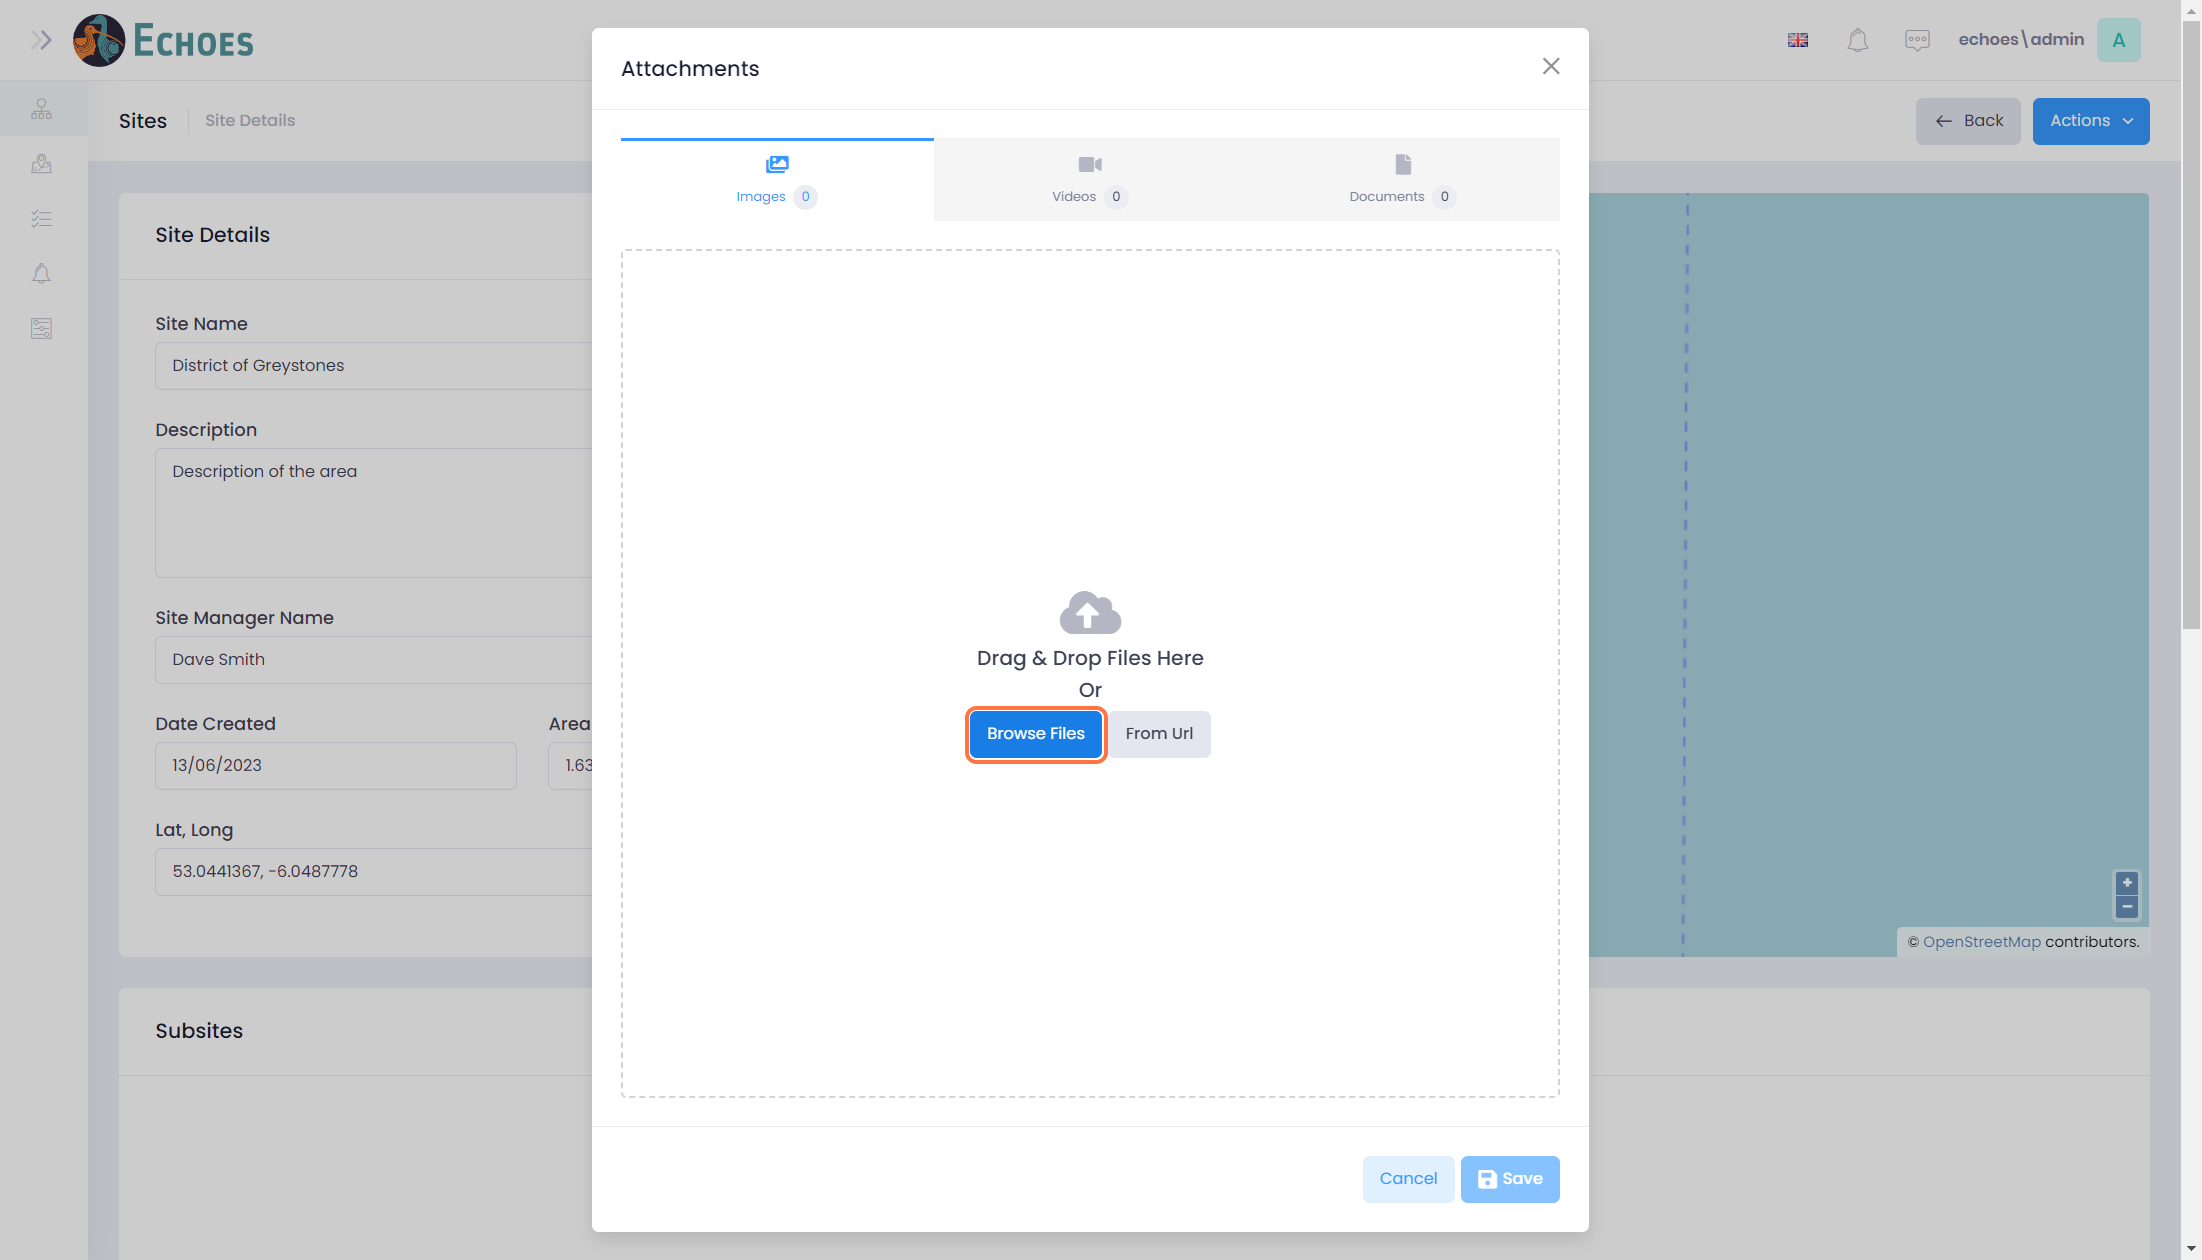 ECHOES
echoes\admin
A
Sites
Site Details
Back
Actions
Attachments
Images 0
Videos 0
Documents 0
Drag & Drop Files Here
Or
Browse Files
From Url
Cancel
Save
Site Details
Site Name
District of Greystones
Description
Description of the area
Site Manager Name
Dave Smith
Date Created
Area
13/06/2023
1.63
Lat, Long
53.0441367, -6.0487778
+
−
© OpenStreetMap contributors.
Subsites